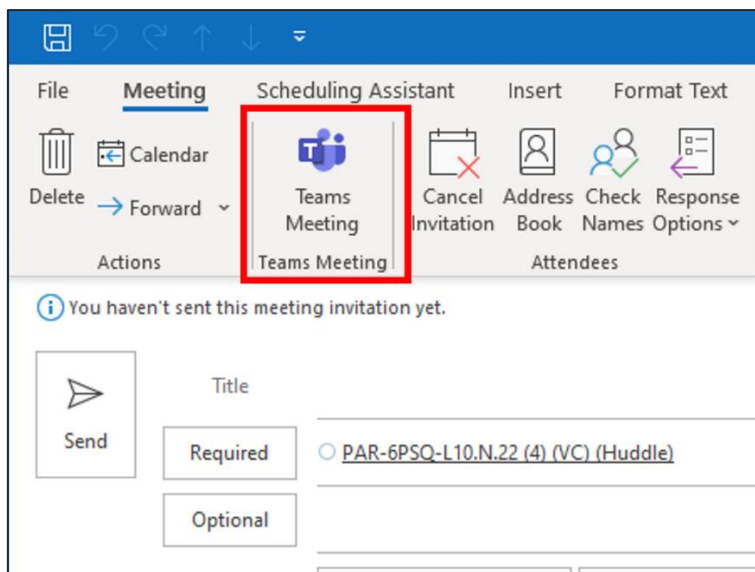 File Meeting Scheduling Assistant Insert Format Text
Delete
Calendar
Forward
Actions
Teams
Meeting
Teams Meeting
Cancel
Invitation
Address
Book
Check
Names
Response
Options
Attendees
You haven't sent this meeting invitation yet.
Send
Title
Required
PAR-6PSQ-L10.N.22 (4) (VC) (Huddle)
Optional